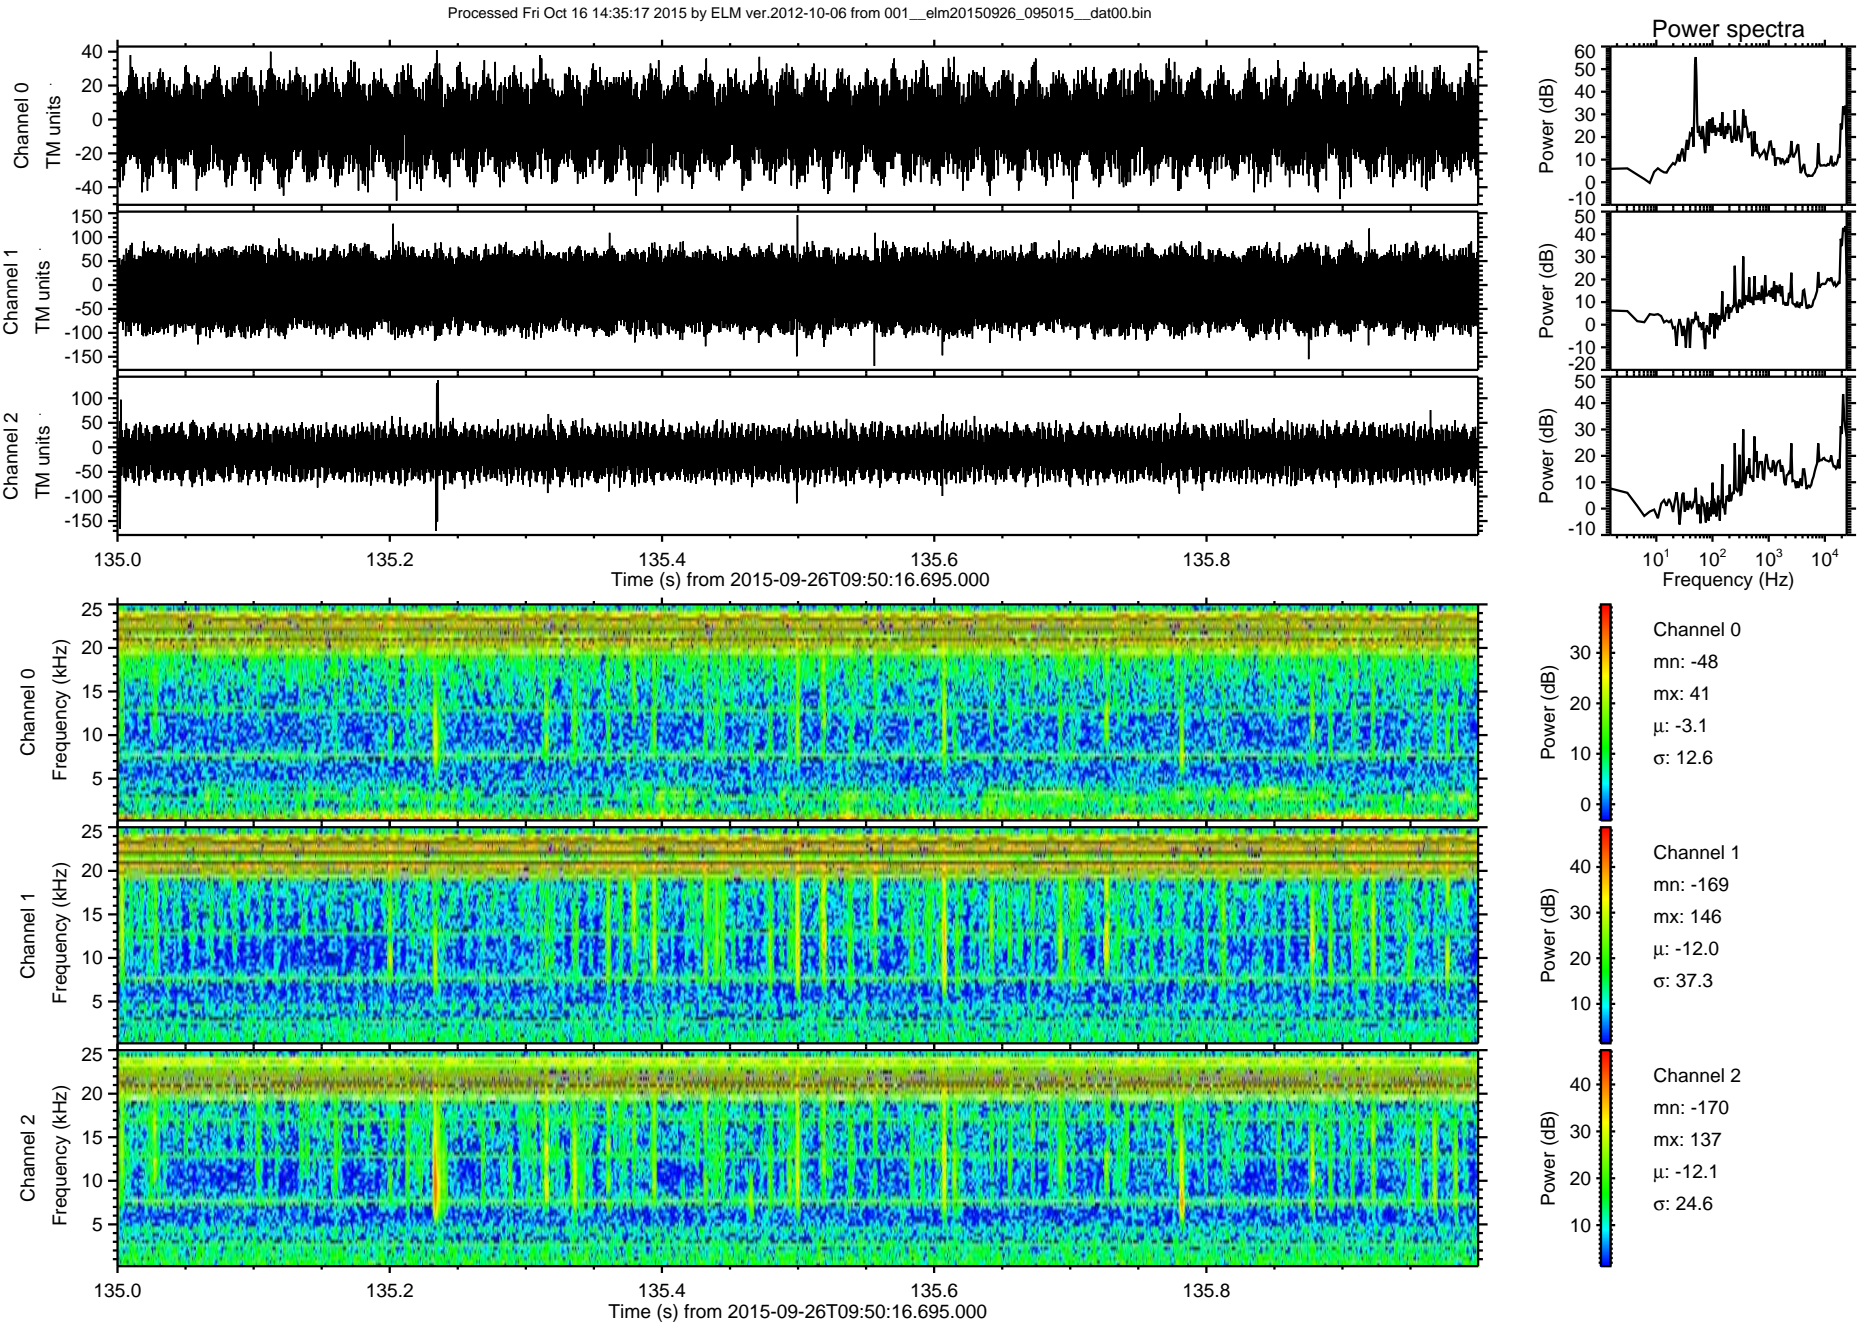 Processed Fri Oct 16 14:35:17 2015 by ELM ver.2012-10-06 from 001__elm20150926_095015__dat00.bin
Power spectra
Channel 0
TM units
40
20
0
-20
-40
Power (dB)
60
50
40
30
20
10
0
-10
Channel 1
TM units
150
100
50
0
-50
-100
-150
Power (dB)
50
40
30
20
10
0
-10
-20
Channel 2
TM units
100
50
0
-50
-100
-150
Power (dB)
50
40
30
20
10
0
-10
135.0 135.2 135.4 135.6 135.8
Time (s) from 2015-09-26T09:50:16.695.000
10^1 10^2 10^3 10^4
Frequency (Hz)
Channel 0
Frequency (kHz)
25
20
15
10
5
Power (dB)
30
20
10
0
Channel 0
mn: -48
mx: 41
μ: -3.1
σ: 12.6
Channel 1
Frequency (kHz)
25
20
15
10
5
Power (dB)
40
30
20
10
Channel 1
mn: -169
mx: 146
μ: -12.0
σ: 37.3
Channel 2
Frequency (kHz)
25
20
15
10
5
Power (dB)
40
30
20
10
Channel 2
mn: -170
mx: 137
μ: -12.1
σ: 24.6
135.0 135.2 135.4 135.6 135.8
Time (s) from 2015-09-26T09:50:16.695.000